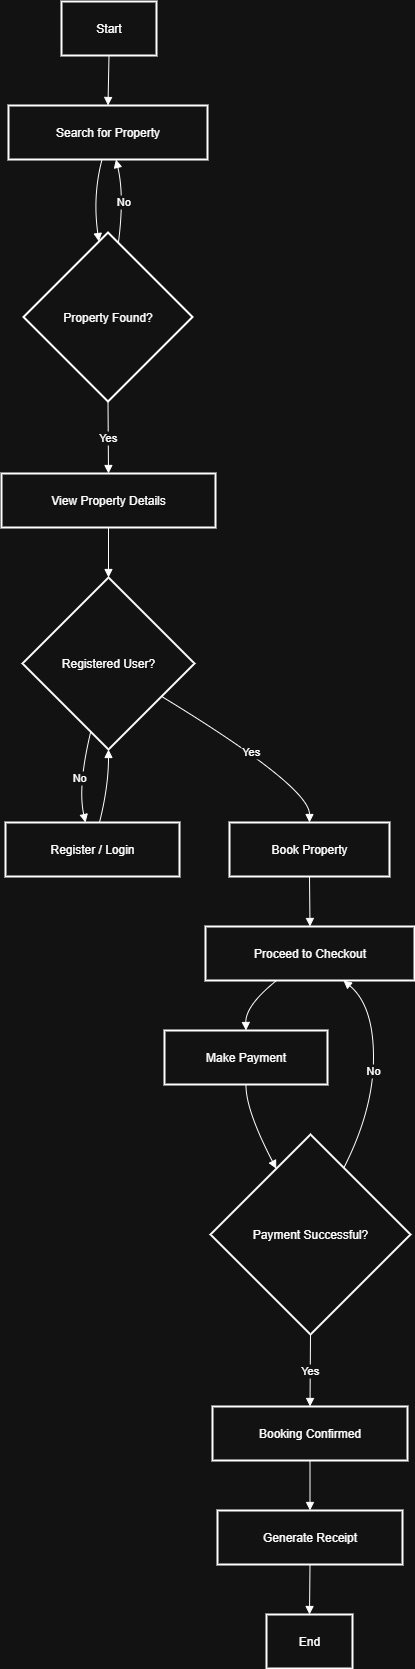 Start
Search for Property
No
Property Found?
Yes
View Property Details
Registered User?
Yes
No
Register / Login
Book Property
Proceed to Checkout
Make Payment
No
Payment Successful?
Yes
Booking Confirmed
Generate Receipt
End